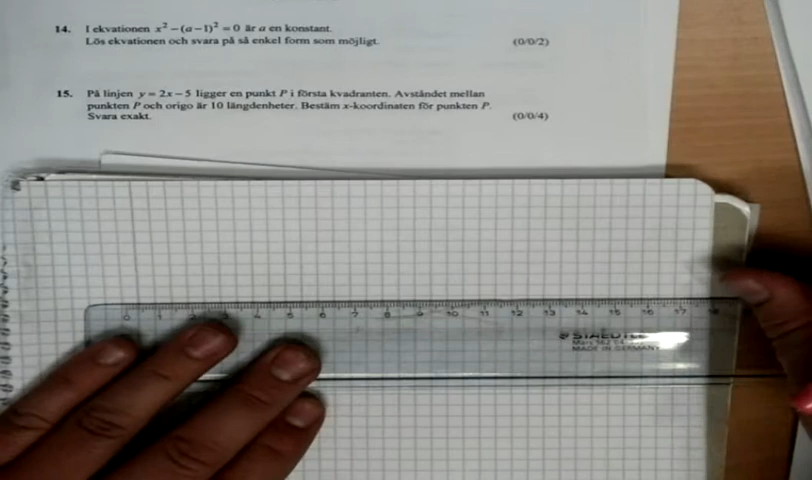 14. I ekvationen x² – (a – 1)² = 0 är a en konstant.
Lös ekvationen och svara på så enkel form som möjligt. (0/0/2)
15. På linjen y = 2x – 5 ligger en punkt P i första kvadranten. Avståndet mellan
punkten P och origo är 10 längdenheter. Bestäm x-koordinaten för punkten P.
Svara exakt. (0/0/4)
0 1 2 3 4 5 6 7 8 9 10 11 12 13 14 15 16 17 18
STAEDTLER
MADE IN GERMANY